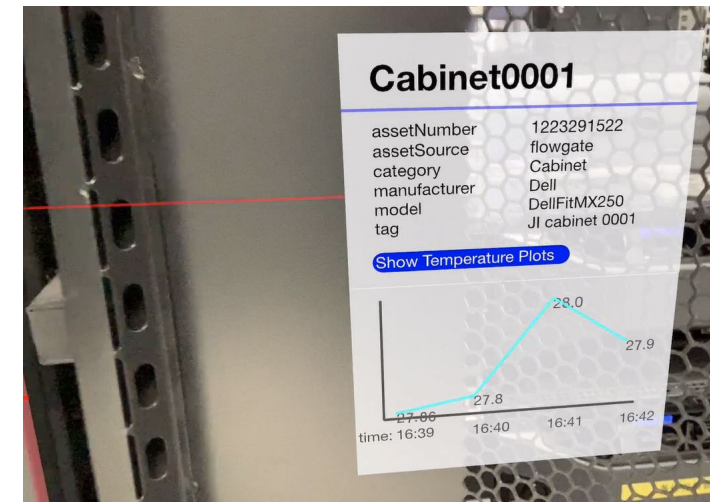 Cabinet0001
assetNumber 1223291522
assetSource flowgate
category Cabinet
manufacturer Dell
model DellFitMX250
tag JI cabinet 0001
Show Temperature Plots
28.0
27.9
27.8
27.86
time: 16:39 16:40 16:41 16:42